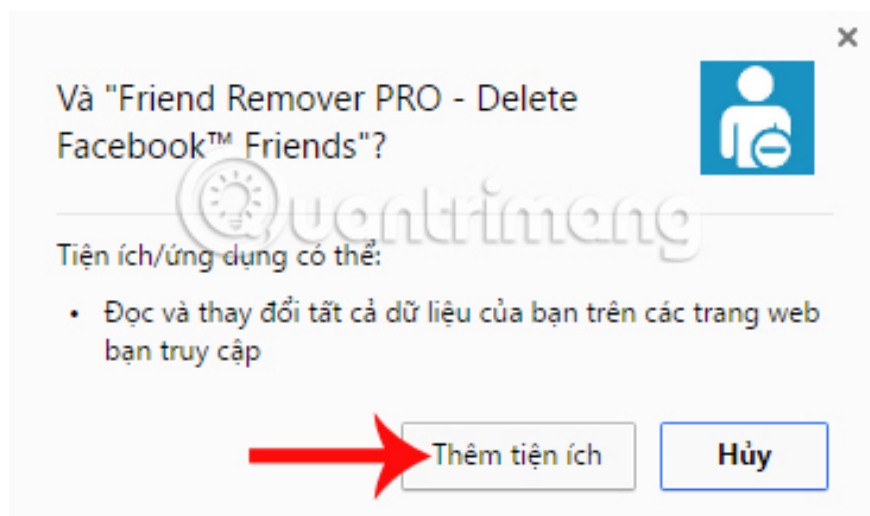 Và "Friend Remover PRO - Delete
Facebook™ Friends"?
Quantrimang
Tiện ích/ứng dụng có thể:
• Đọc và thay đổi tất cả dữ liệu của bạn trên các trang web
bạn truy cập
Thêm tiện ích
Hủy